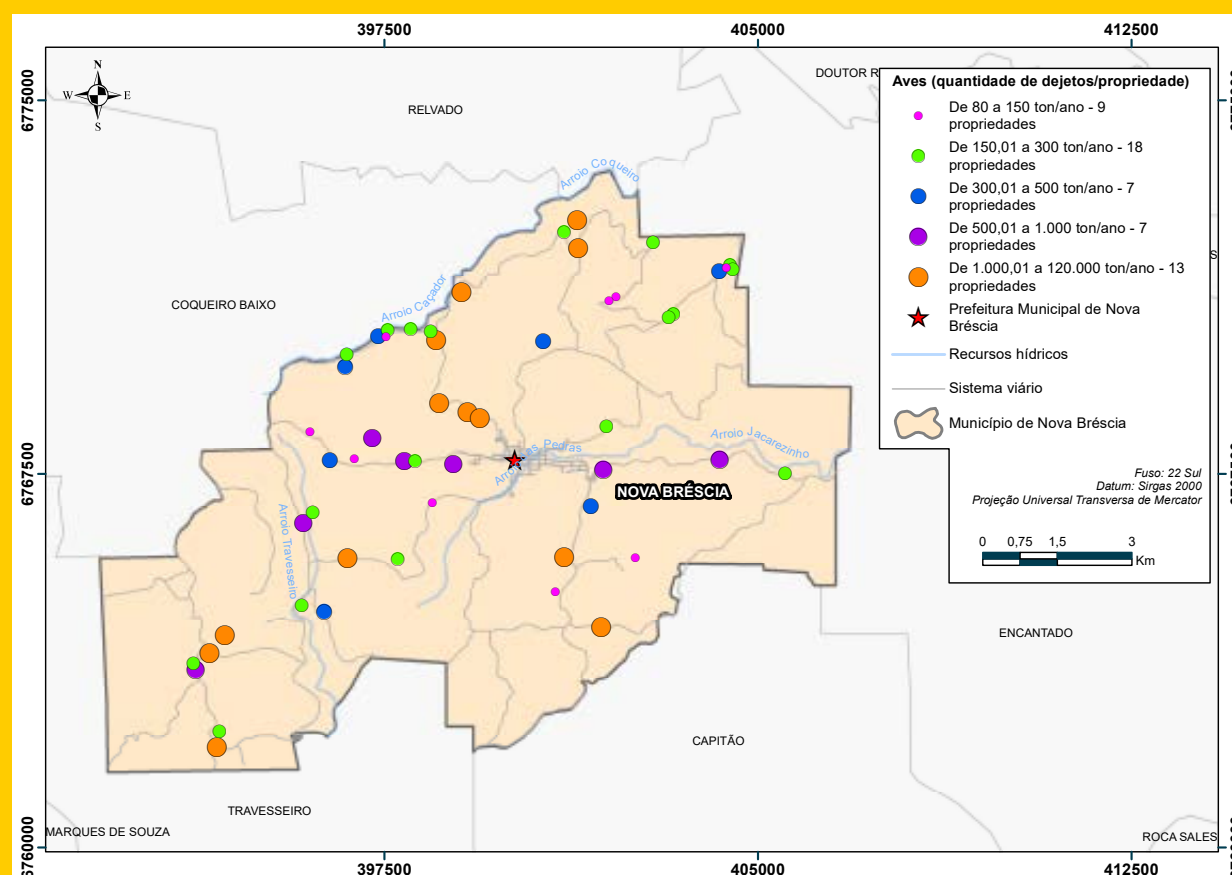 397500
405000
412500
N
W
E
S
DOUTOR R
RELVADO
6775000
Aves (quantidade de dejetos/propriedade)
De 80 a 150 ton/ano - 9
propriedades
De 150,01 a 300 ton/ano - 18
propriedades
De 300,01 a 500 ton/ano - 7
propriedades
De 500,01 a 1.000 ton/ano - 7
propriedades
De 1.000,01 a 120.000 ton/ano - 13
propriedades
Prefeitura Municipal de Nova
Bréscia
Recursos hídricos
Sistema viário
Município de Nova Bréscia
Fuso: 22 Sul
Datum: Sirgas 2000
Projeção Universal Transversa de Mercator
0 0,75 1,5 3
Km
Arroio Coqueiro
COQUEIRO BAIXO
Arroio Caçador
Arroio Jacarezinho
Pedras
6767500
NOVA BRÉSCIA
Arroio Travesseiro
ENCANTADO
CAPITÃO
TRAVESSEIRO
MARQUES DE SOUZA
ROCA SALES
6760000
397500
405000
412500